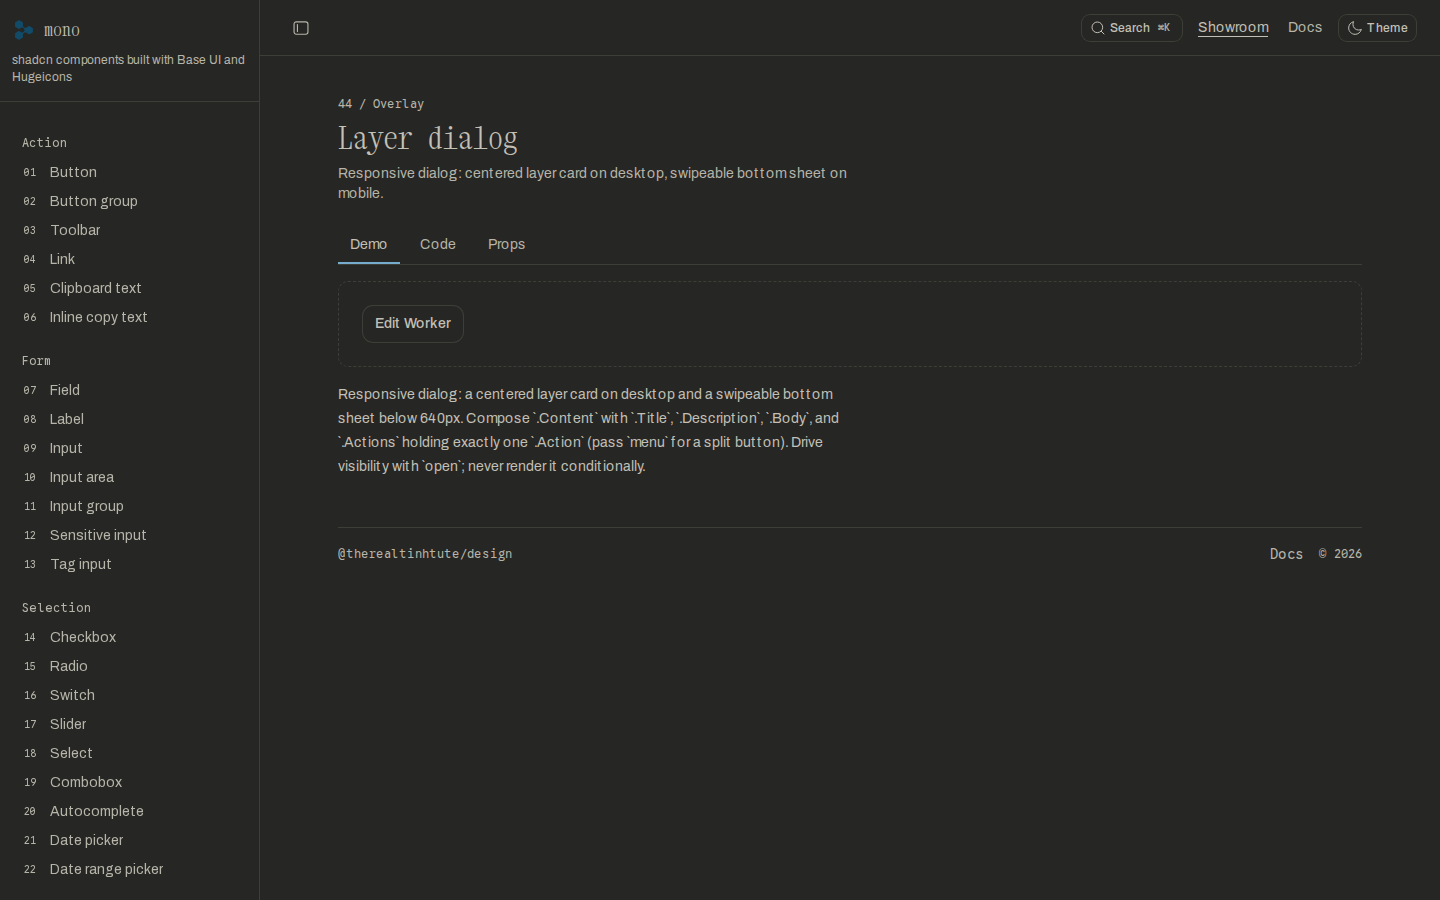 mono
shadcn components built with Base UI and
Hugeicons
Action
01 Button
02 Button group
03 Toolbar
04 Link
05 Clipboard text
06 Inline copy text
Form
07 Field
08 Label
09 Input
10 Input area
11 Input group
12 Sensitive input
13 Tag input
Selection
14 Checkbox
15 Radio
16 Switch
17 Slider
18 Select
19 Combobox
20 Autocomplete
21 Date picker
22 Date range picker
Search ⌘K Showroom Docs Theme
44 / Overlay
Layer dialog
Responsive dialog: centered layer card on desktop, swipeable bottom sheet on
mobile.
Demo Code Props
Edit Worker
Responsive dialog: a centered layer card on desktop and a swipeable bottom
sheet below 640px. Compose `.Content` with `.Title`, `.Description`, `.Body`, and
`.Actions` holding exactly one `.Action` (pass `menu` for a split button). Drive
visibility with `open`; never render it conditionally.
@therealtinhtute/design Docs © 2026